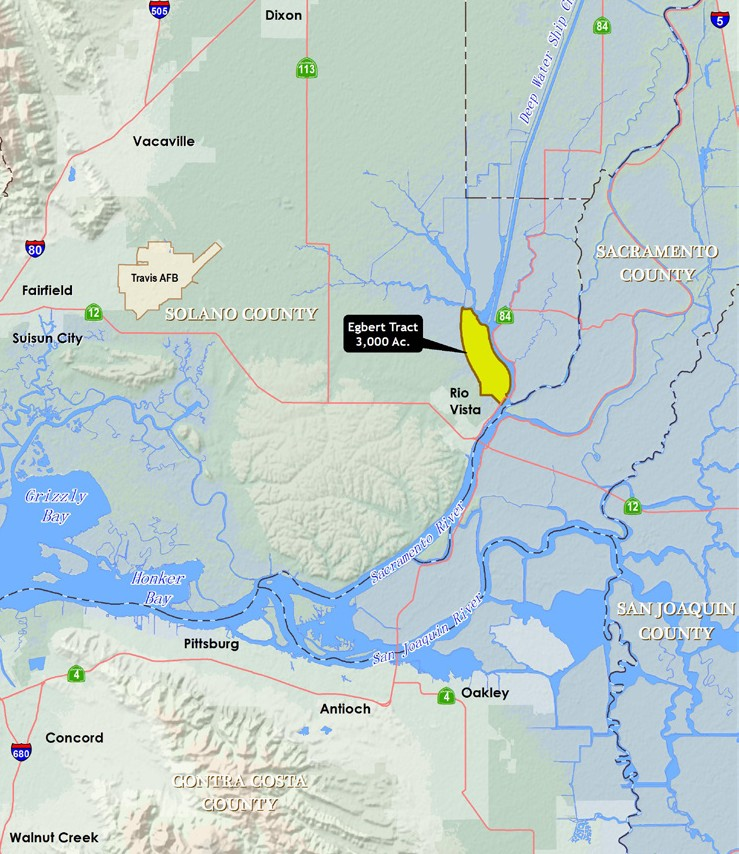 505
Dixon
5
84
Deep Water Ship C
113
Vacaville
80
Travis AFB
SACRAMENTO
COUNTY
Fairfield
12
SOLANO COUNTY
84
Suisun City
Egbert Tract
3,000 Ac.
Rio
Vista
Grizzly
Bay
12
Sacramento River
Honker
Bay
SAN JOAQUIN
COUNTY
San Joaquin River
Pittsburg
4
4
Oakley
Antioch
Concord
680
CONTRA COSTA
COUNTY
Walnut Creek